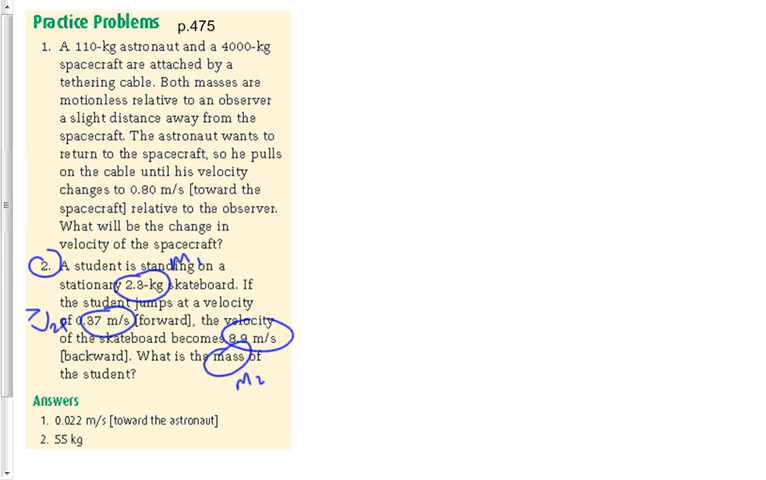 Practice Problems p.475
1. A 110-kg astronaut and a 4000-kg
spacecraft are attached by a
tethering cable. Both masses are
motionless relative to an observer
a slight distance away from the
spacecraft. The astronaut wants to
return to the spacecraft, so he pulls
on the cable until his velocity
changes to 0.80 m/s [toward the
spacecraft] relative to the observer.
What will be the change in
velocity of the spacecraft?
m₁
2. A student is standing on a
stationary 2.3-kg skateboard. If
the student jumps at a velocity
of 0.37 m/s [forward], the velocity
of the skateboard becomes 8.9 m/s
[backward]. What is the mass of
the student?
m₂
Answers
1. 0.022 m/s [toward the astronaut]
2. 55 kg